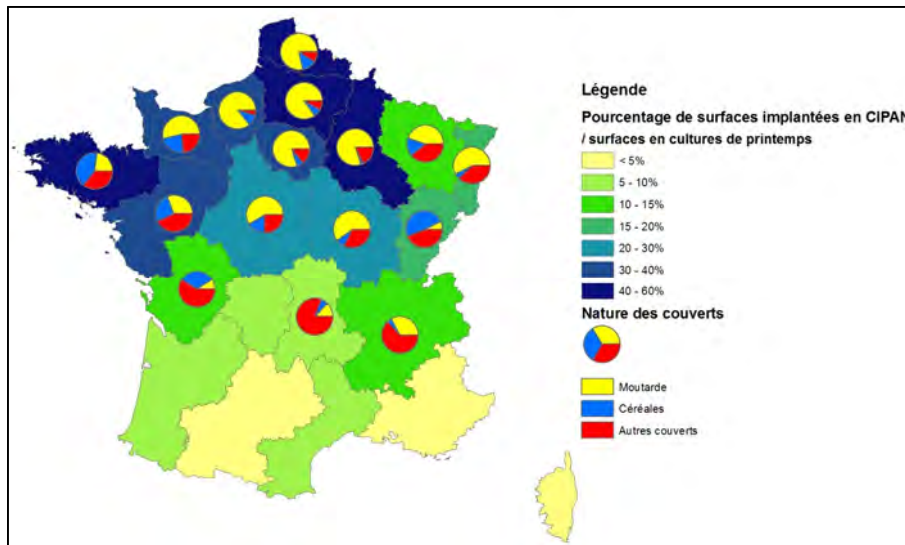 Légende
Pourcentage de surfaces implantées en CIPAN
/ surfaces en cultures de printemps
< 5%
5 - 10%
10 - 15%
15 - 20%
20 - 30%
30 - 40%
40 - 60%
Nature des couverts
Moutarde
Céréales
Autres couverts